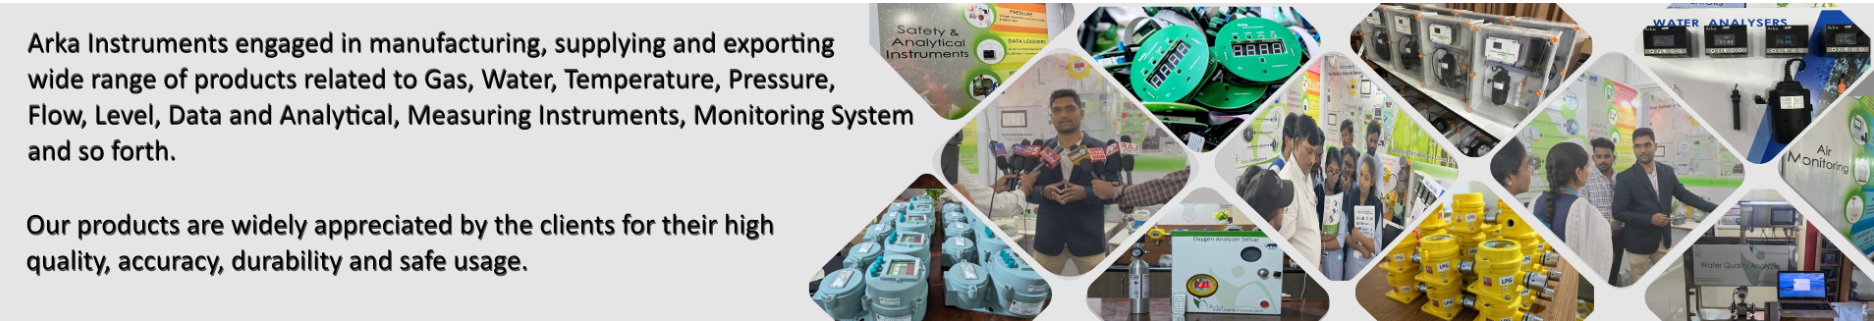 Arka Instruments engaged in manufacturing, supplying and exporting
wide range of products related to Gas, Water, Temperature, Pressure,
Flow, Level, Data and Analytical, Measuring Instruments, Monitoring System
and so forth.
Our products are widely appreciated by the clients for their high
quality, accuracy, durability and safe usage.
PRESSURE
Safety &
Analytical
Instruments
DATA LOGGERS
Arka
WATER ANALYSERS
Air
Monitoring
Oxygen Analyzer Setup
LPG
LPG
Water Quality Analyzer